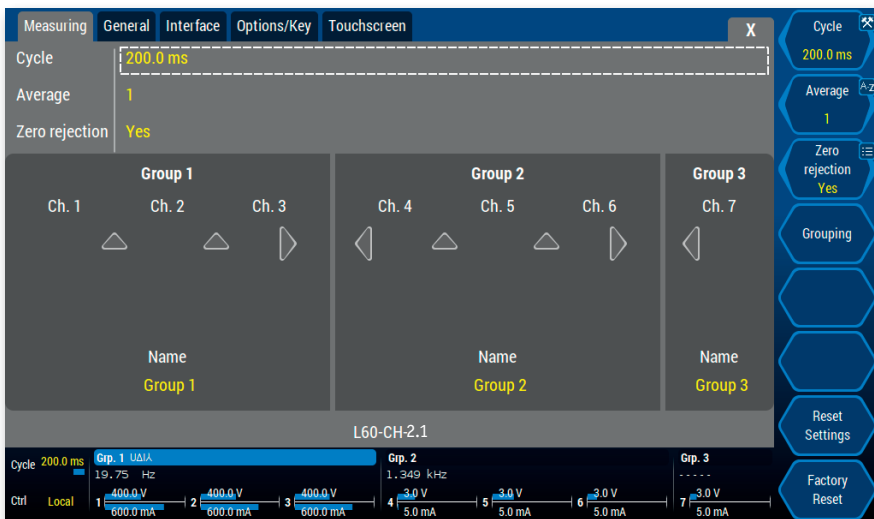 Measuring General Interface Options/Key Touchscreen X
Cycle 200.0 ms
Average 1
Zero rejection Yes
Group 1 Group 2 Group 3
Ch. 1 Ch. 2 Ch. 3 Ch. 4 Ch. 5 Ch. 6 Ch. 7
Name Name Name
Group 1 Group 2 Group 3
L60-CH-2.1
Cycle
200.0 ms
Average A-Z
1
Zero
rejection
Yes
Grouping
Reset
Settings
Factory
Reset
Cycle 200.0 ms Grp. 1 UΔI⅄ Grp. 2 Grp. 3
19.75 Hz 1.349 kHz -----
Ctrl Local 1 400.0 V 2 400.0 V 3 400.0 V 4 3.0 V 5 3.0 V 6 3.0 V 7 3.0 V
600.0 mA 600.0 mA 600.0 mA 5.0 mA 5.0 mA 5.0 mA 5.0 mA